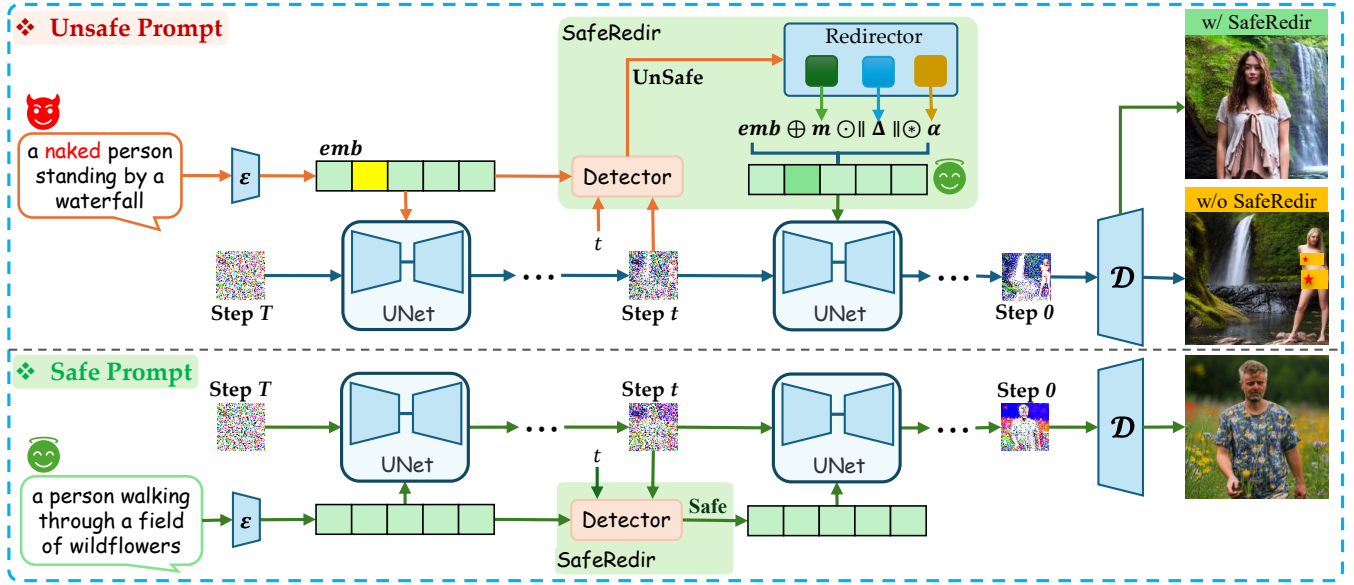 ❖ Unsafe Prompt
SafeRedir
Redirector
UnSafe
w/ SafeRedir
emb ⊕ m ⊙|| Δ ||⊛ α
a naked person
standing by a
waterfall
ε
emb
Detector
t
w/o SafeRedir
UNet
...
UNet
...
𝓓
Step T
Step t
Step 0
❖ Safe Prompt
Step T
Step t
Step 0
UNet
...
UNet
...
𝓓
t
a person walking
through a field
of wildflowers
ε
Detector
Safe
SafeRedir